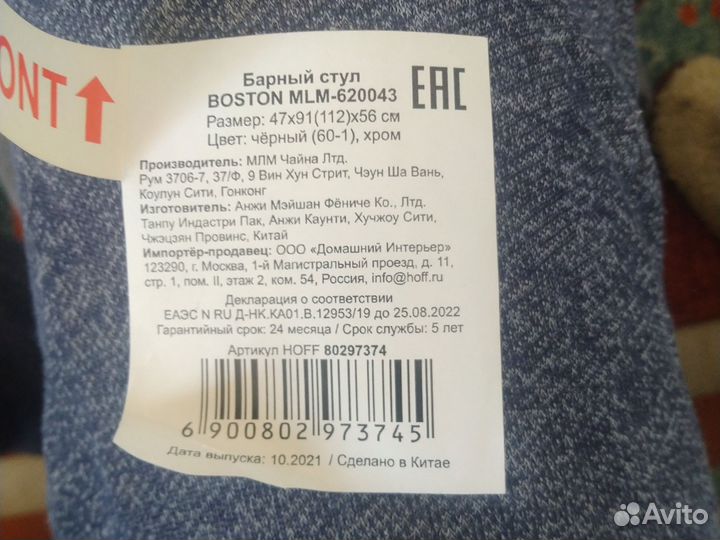 ONT
Барный стул
BOSTON MLM-620043
Размер: 47x91(112)x56 см
Цвет: чёрный (60-1), хром
EAC
Производитель: МЛМ Чайна Лтд.
Рум 3706-7, 37/Ф, 9 Вин Хун Стрит, Чэун Ша Вань,
Коулун Сити, Гонконг
Изготовитель: Анжи Мэйшан Фёниче Ко., Лтд.
Танпу Индастри Пак, Анжи Каунти, Хучжоу Сити,
Чжэцзян Провинс, Китай
Импортёр-продавец: ООО «Домашний Интерьер»
123290, г. Москва, 1-й Магистральный проезд, д. 11,
стр. 1, пом. II, этаж 2, ком. 54, Россия, info@hoff.ru
Декларация о соответствии
ЕАЭС N RU Д-НК.КА01.В.12953/19 до 25.08.2022
Гарантийный срок: 24 месяца / Срок службы: 5 лет
Артикул HOFF 80297374
6 900802 973745
Дата выпуска: 10.2021 / Сделано в Китае
Avito